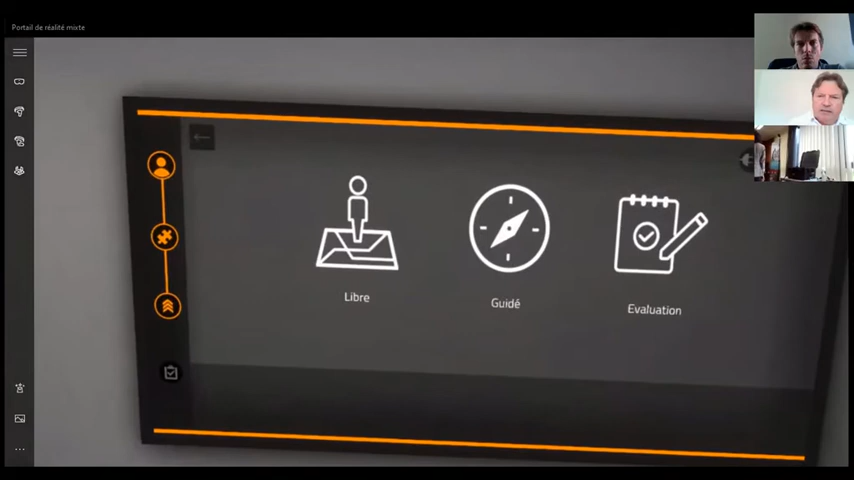 Portail de réalité mixte
Libre
Guidé
Evaluation